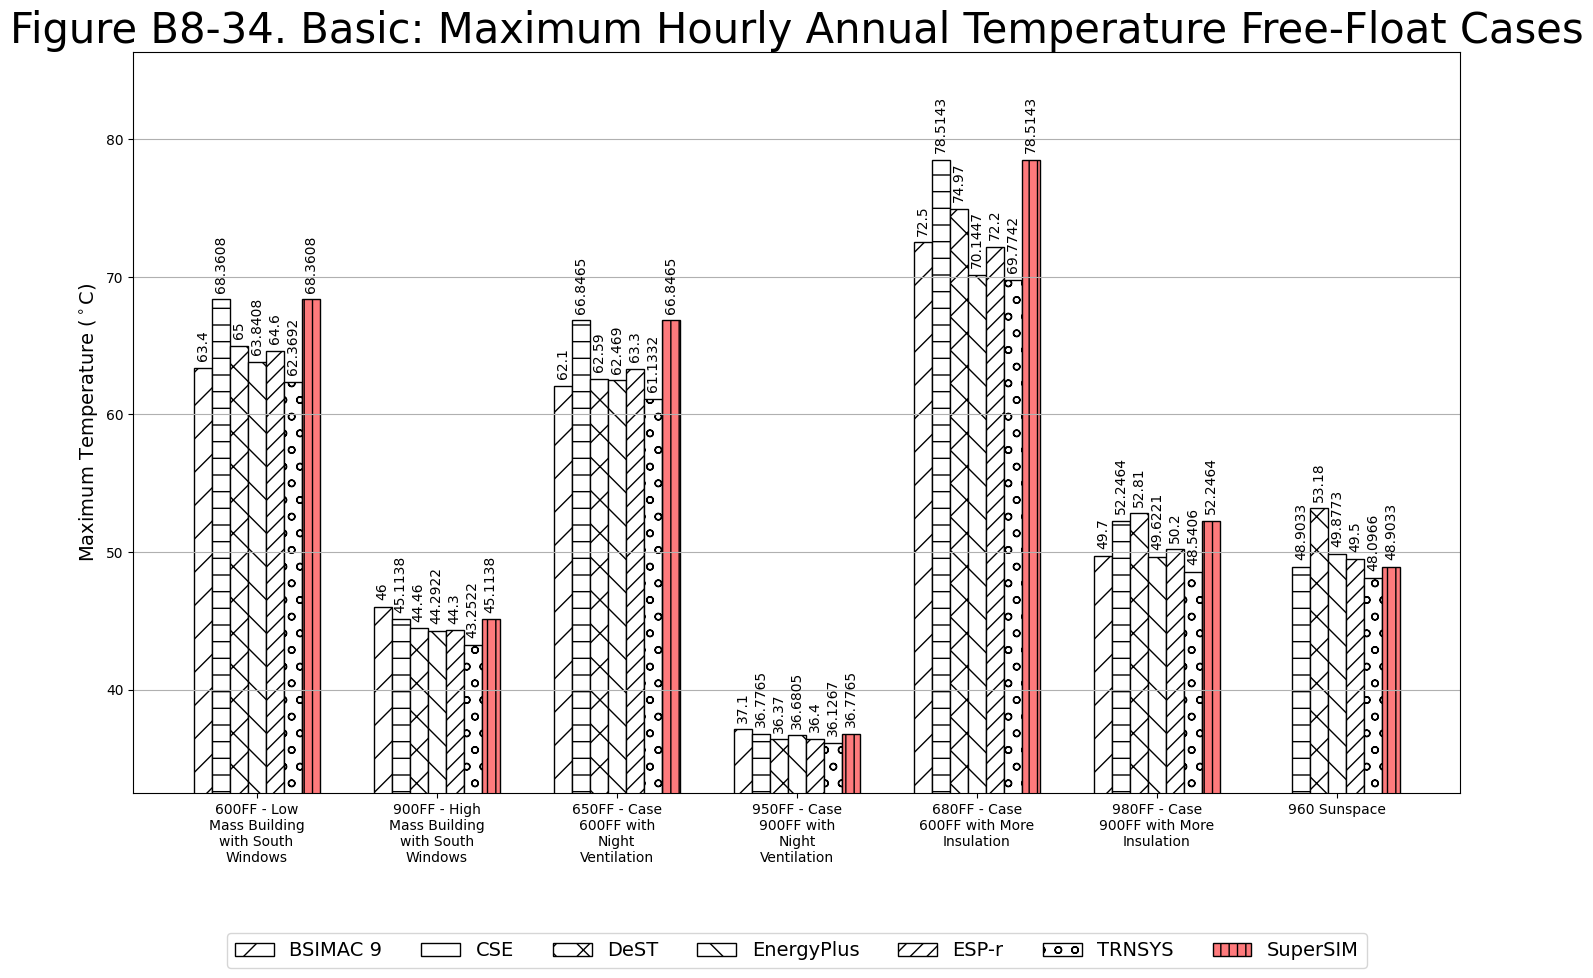 Figure B8-34. Basic: Maximum Hourly Annual Temperature Free-Float Cases
Maximum Temperature (°C)
80
70
60
50
40
63.4
68.3608
65
63.8408
64.6
62.3692
68.3608
46
45.1138
44.46
44.2922
44.3
43.2522
45.1138
62.1
66.8465
62.59
62.469
63.3
61.1332
66.8465
37.1
36.7765
36.37
36.6805
36.4
36.1267
36.7765
72.5
78.5143
74.97
70.1447
72.2
69.7742
78.5143
49.7
52.2464
52.81
49.6221
50.2
48.5406
52.2464
48.9033
53.18
49.8773
49.5
48.0966
48.9033
600FF - Low
Mass Building
with South
Windows
900FF - High
Mass Building
with South
Windows
650FF - Case
600FF with
Night
Ventilation
950FF - Case
900FF with
Night
Ventilation
680FF - Case
600FF with More
Insulation
980FF - Case
900FF with More
Insulation
960 Sunspace
BSIMAC 9 CSE DeST EnergyPlus ESP-r TRNSYS SuperSIM